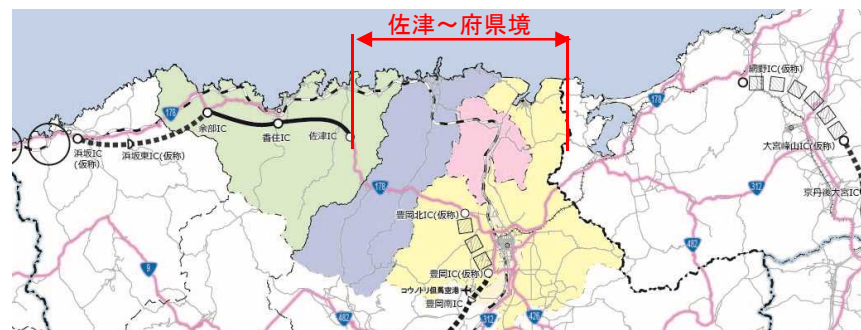 佐津～府県境
網野IC(仮称)
178
178
余部IC
香住IC
佐津IC
浜坂IC
(仮称)
浜坂東IC(仮称)
大宮峰山IC(仮称)
178
312
京丹後大宮IC
豊岡北IC(仮称)
482
9
豊岡IC(仮称)
コウノトリ但馬空港
豊岡南IC
482
312
426